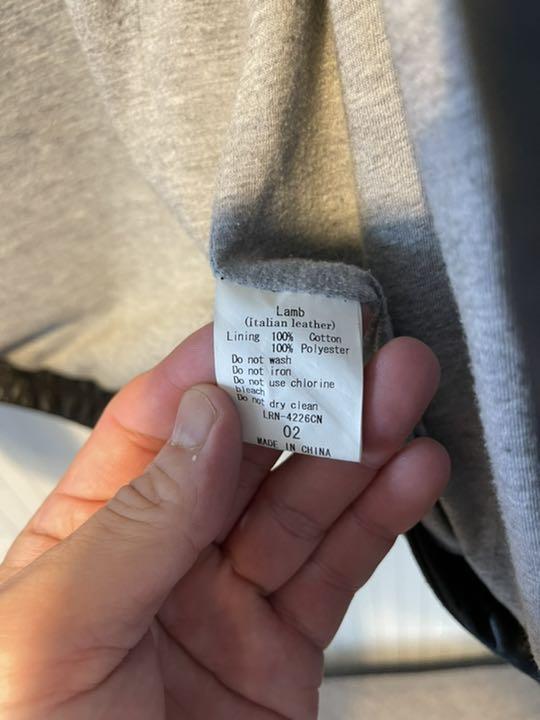 Lamb
(Italian leather)
Lining 100% Cotton
100% Polyester
Do not wash
Do not iron
Do not use chlorine
bleach
Do not dry clean
LRN-4226CN
02
MADE IN CHINA